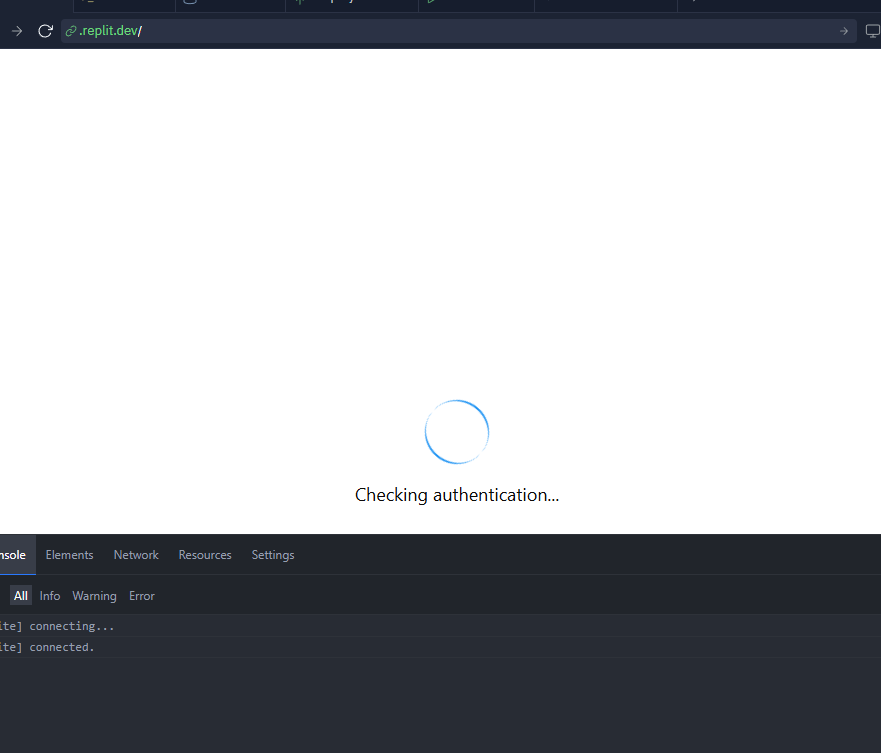 .replit.dev/
Checking authentication...
nsole Elements Network Resources Settings
All Info Warning Error
ite] connecting...
ite] connected.